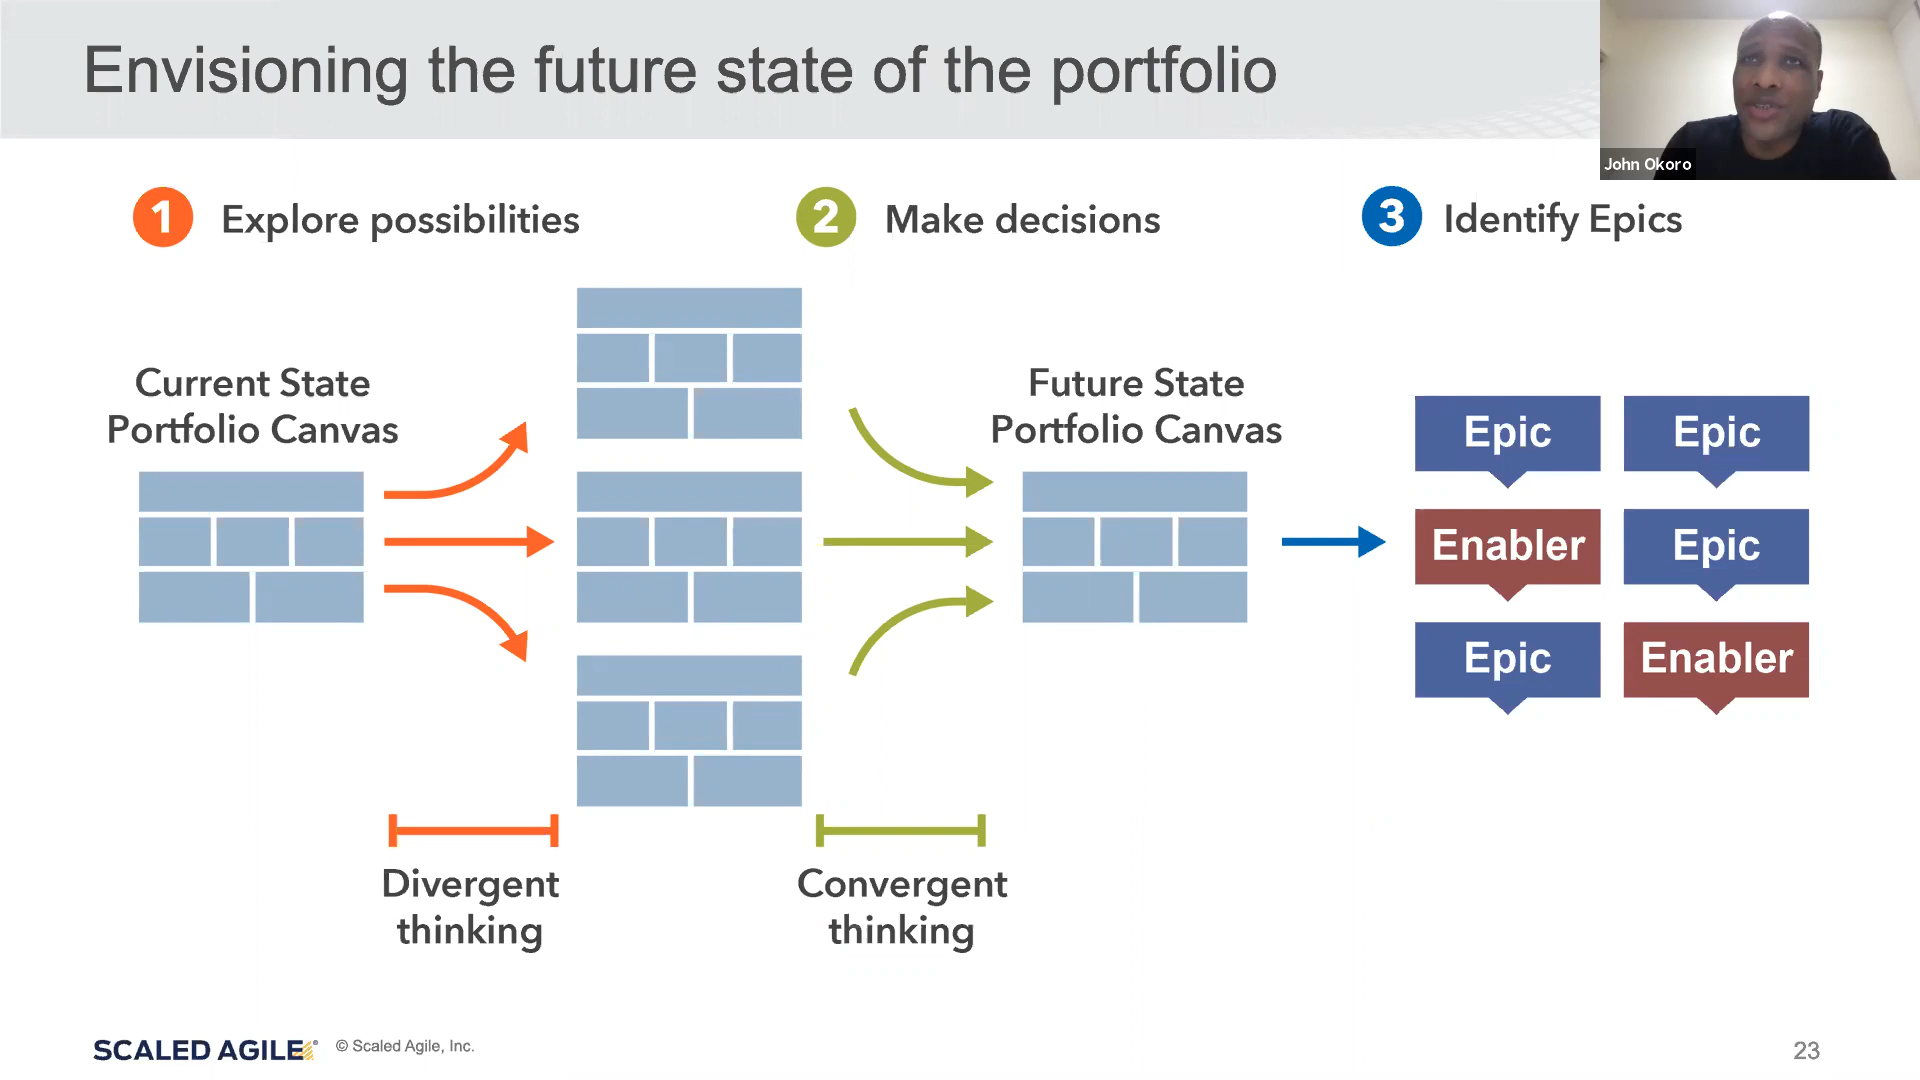 Envisioning the future state of the portfolio
John Okoro
1 Explore possibilities
2 Make decisions
3 Identify Epics
Current State
Portfolio Canvas
Future State
Portfolio Canvas
Epic
Epic
Enabler
Epic
Epic
Enabler
Divergent
thinking
Convergent
thinking
SCALED AGILE® © Scaled Agile, Inc.
23